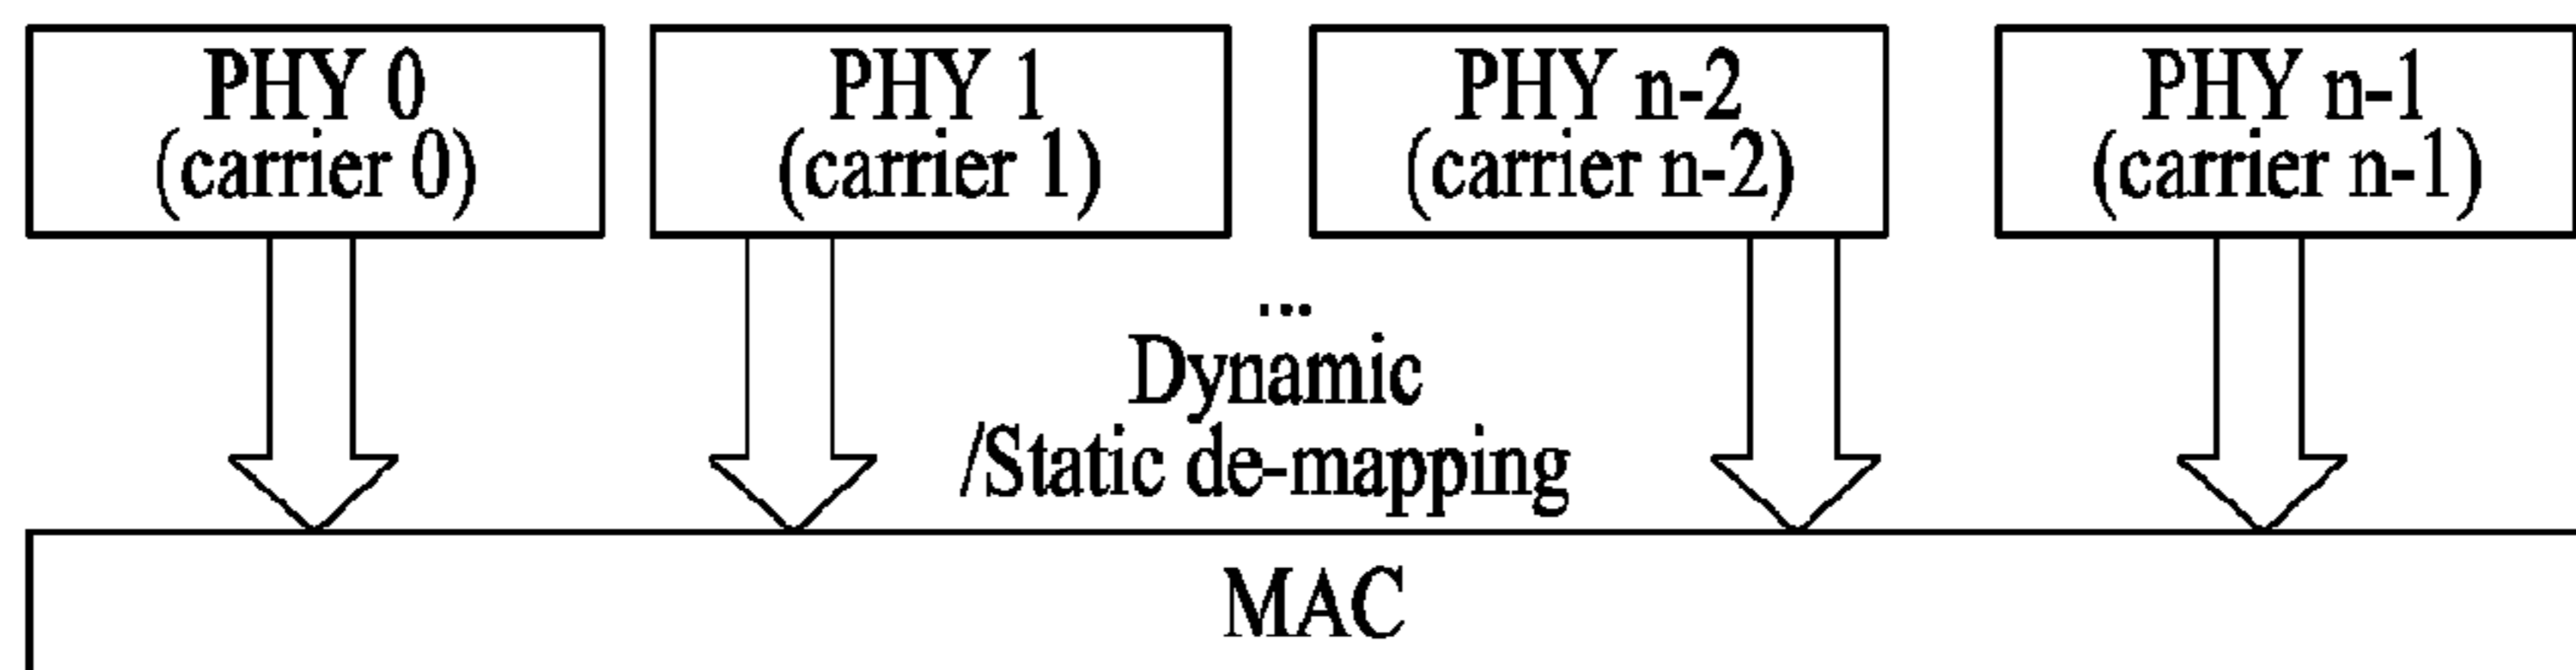 PHY 0
(carrier 0)
PHY 1
(carrier 1)
PHY n-2
(carrier n-2)
PHY n-1
(carrier n-1)
...
Dynamic
/Static de-mapping
MAC